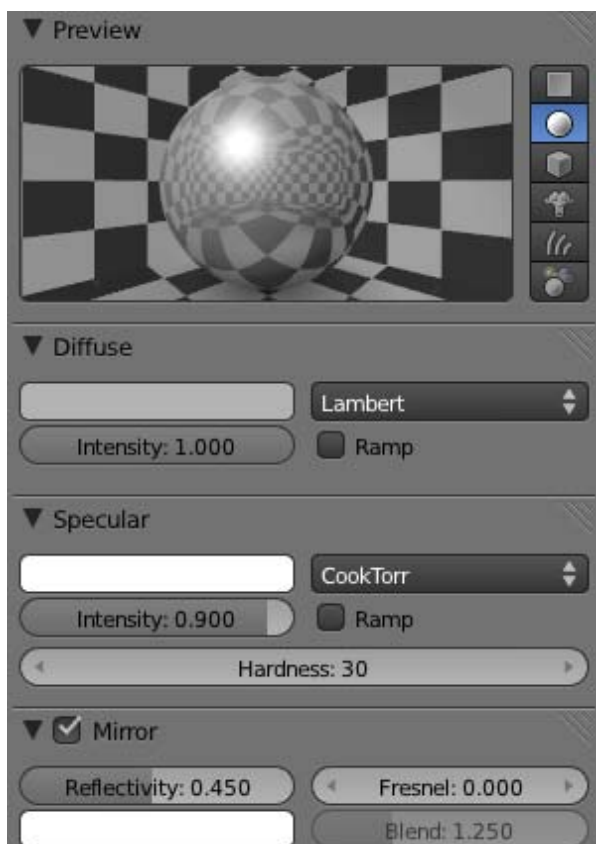 Preview
Diffuse
Lambert
Intensity: 1.000
Ramp
Specular
CookTorr
Intensity: 0.900
Ramp
Hardness: 30
Mirror
Reflectivity: 0.450
Fresnel: 0.000
Blend: 1.250